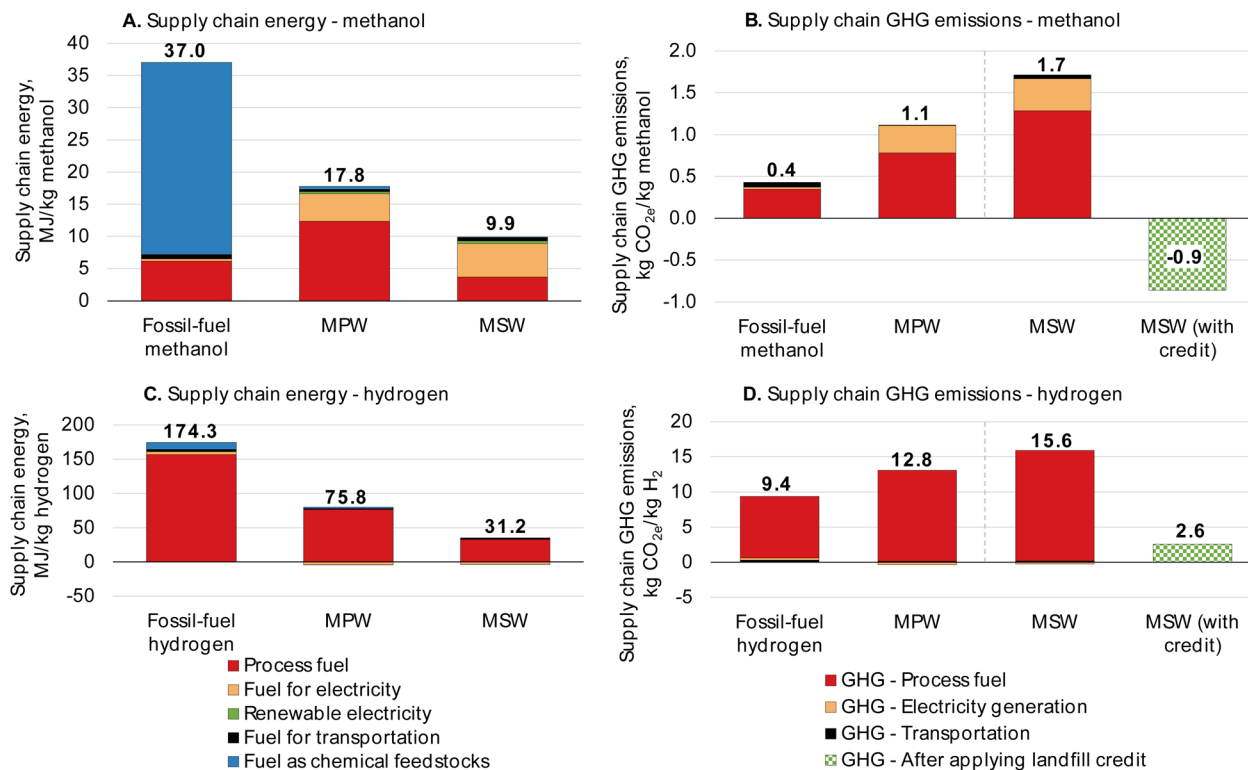 A. Supply chain energy - methanol
Supply chain energy,
MJ/kg methanol
40
35
30
25
20
15
10
5
0
37.0
17.8
9.9
Fossil-fuel
methanol
MPW
MSW
B. Supply chain GHG emissions - methanol
Supply chain GHG emissions,
kg CO2e/kg methanol
2.0
1.5
1.0
0.5
0.0
-0.5
-1.0
0.4
1.1
1.7
-0.9
Fossil-fuel
methanol
MPW
MSW
MSW (with
credit)
C. Supply chain energy - hydrogen
Supply chain energy,
MJ/kg hydrogen
200
150
100
50
0
-50
174.3
75.8
31.2
Fossil-fuel
hydrogen
MPW
MSW
Process fuel
Fuel for electricity
Renewable electricity
Fuel for transportation
Fuel as chemical feedstocks
D. Supply chain GHG emissions - hydrogen
Supply chain GHG emissions,
kg CO2e/kg H2
20
15
10
5
0
-5
9.4
12.8
15.6
2.6
Fossil-fuel
hydrogen
MPW
MSW
MSW (with
credit)
GHG - Process fuel
GHG - Electricity generation
GHG - Transportation
GHG - After applying landfill credit